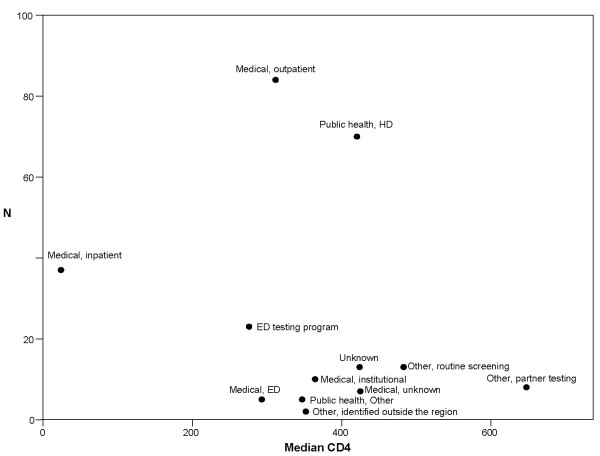 100
Medical, outpatient
80
Public health, HD
60
N
Medical, inpatient
ED testing program
20
Unknown
Other, routine screening
Medical, institutional
Other, partner testing
Medical, ED
Medical, unknown
Public health, Other
Other, identified outside the region
0
0 200 400 600
Median CD4